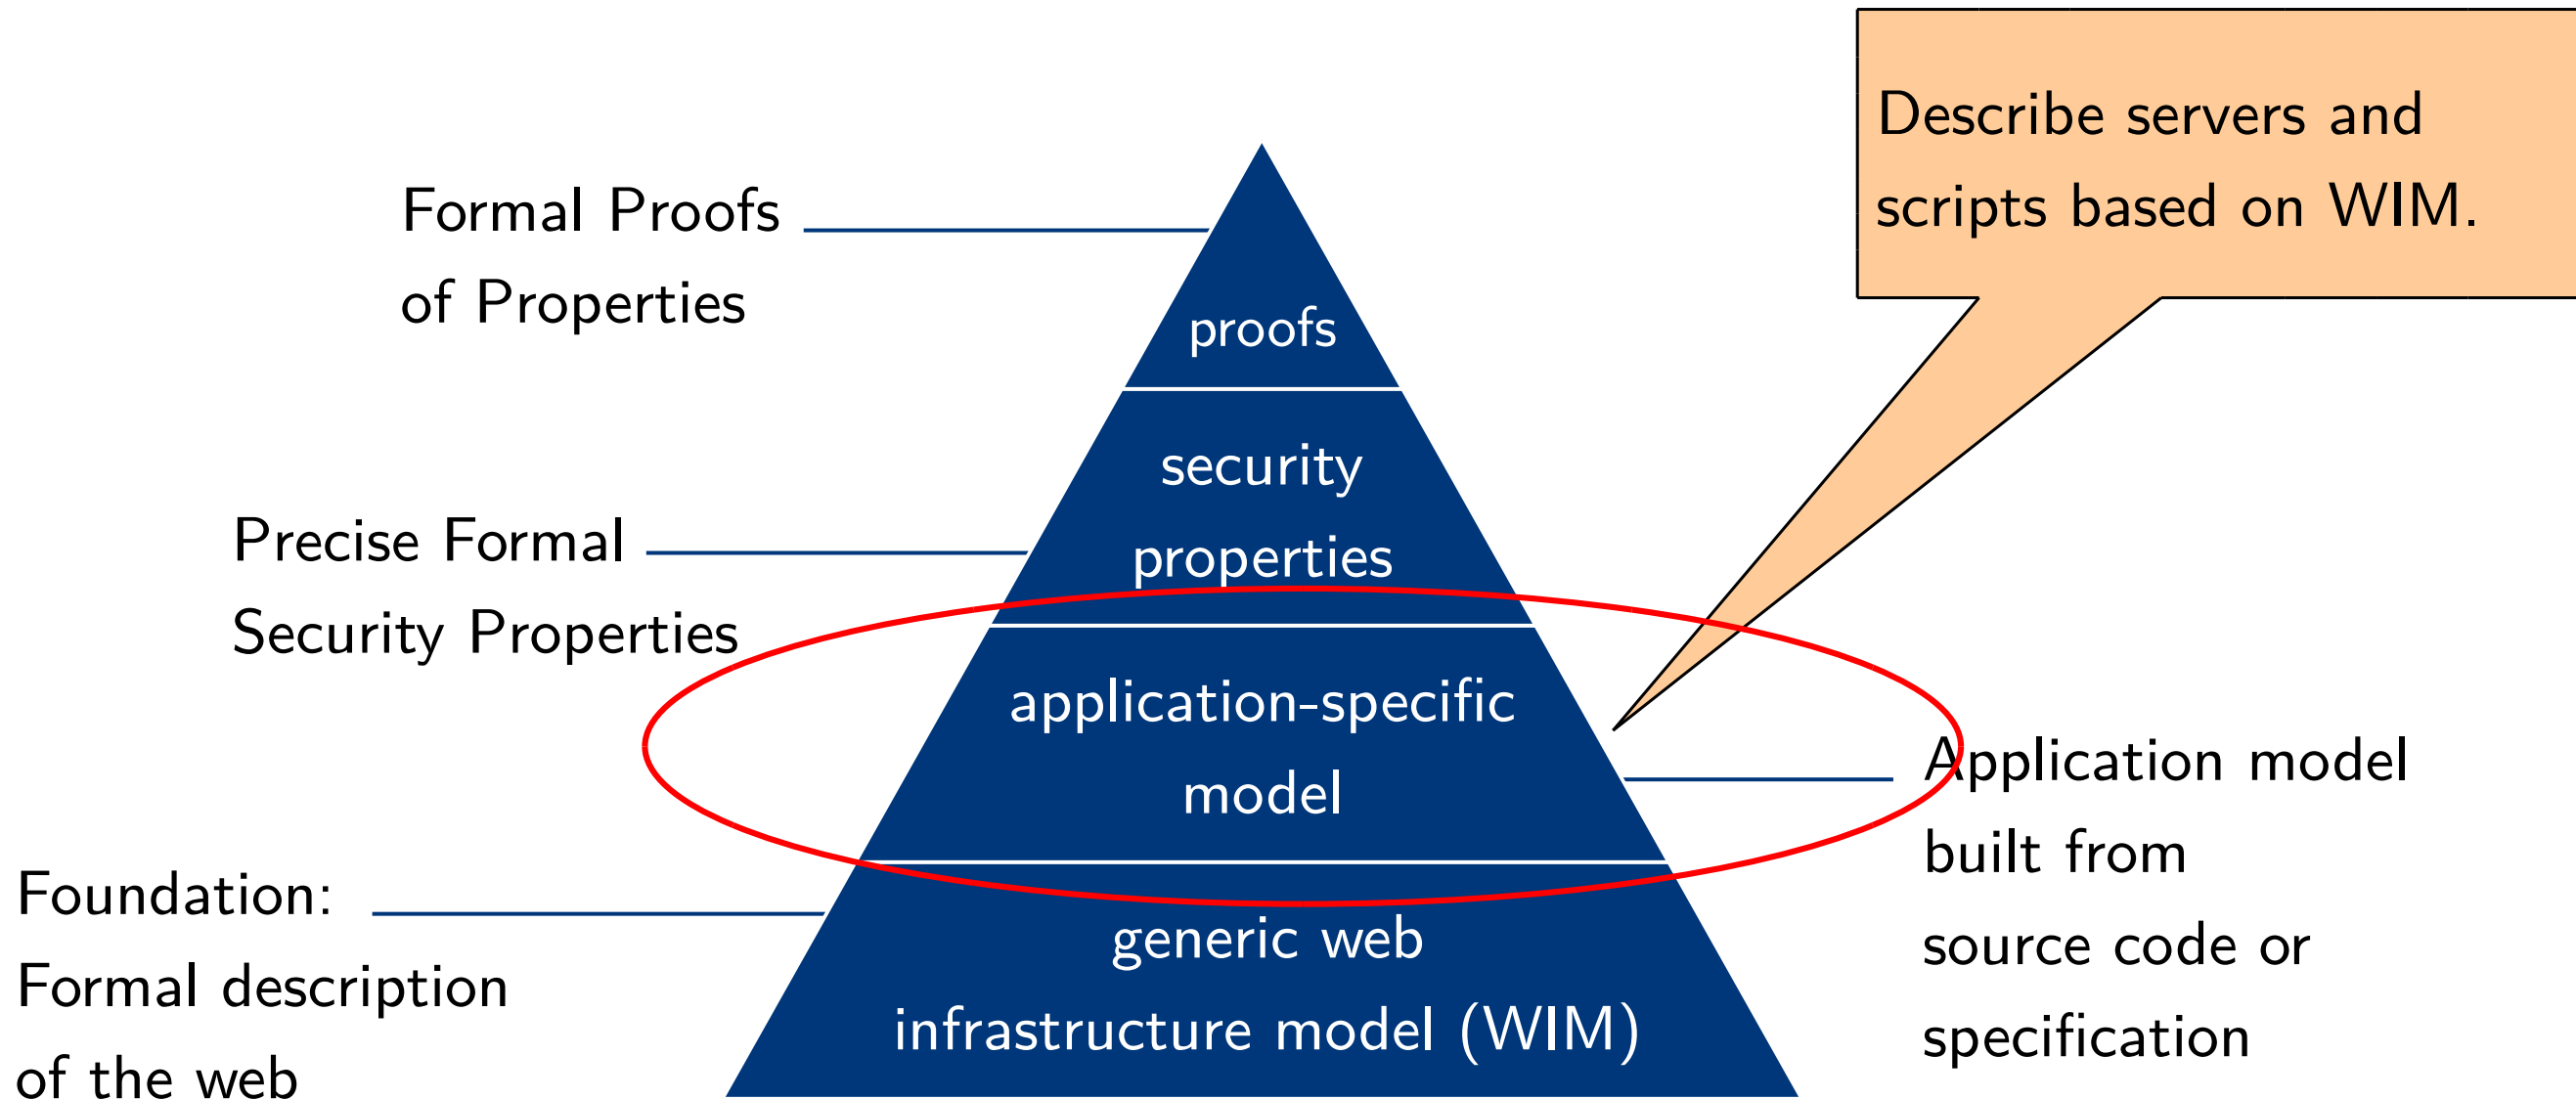 Describe servers and
scripts based on WIM.
Formal Proofs
of Properties
proofs
security
properties
Precise Formal
Security Properties
application-specific
model
Application model
built from
source code or
specification
Foundation:
Formal description
of the web
generic web
infrastructure model (WIM)